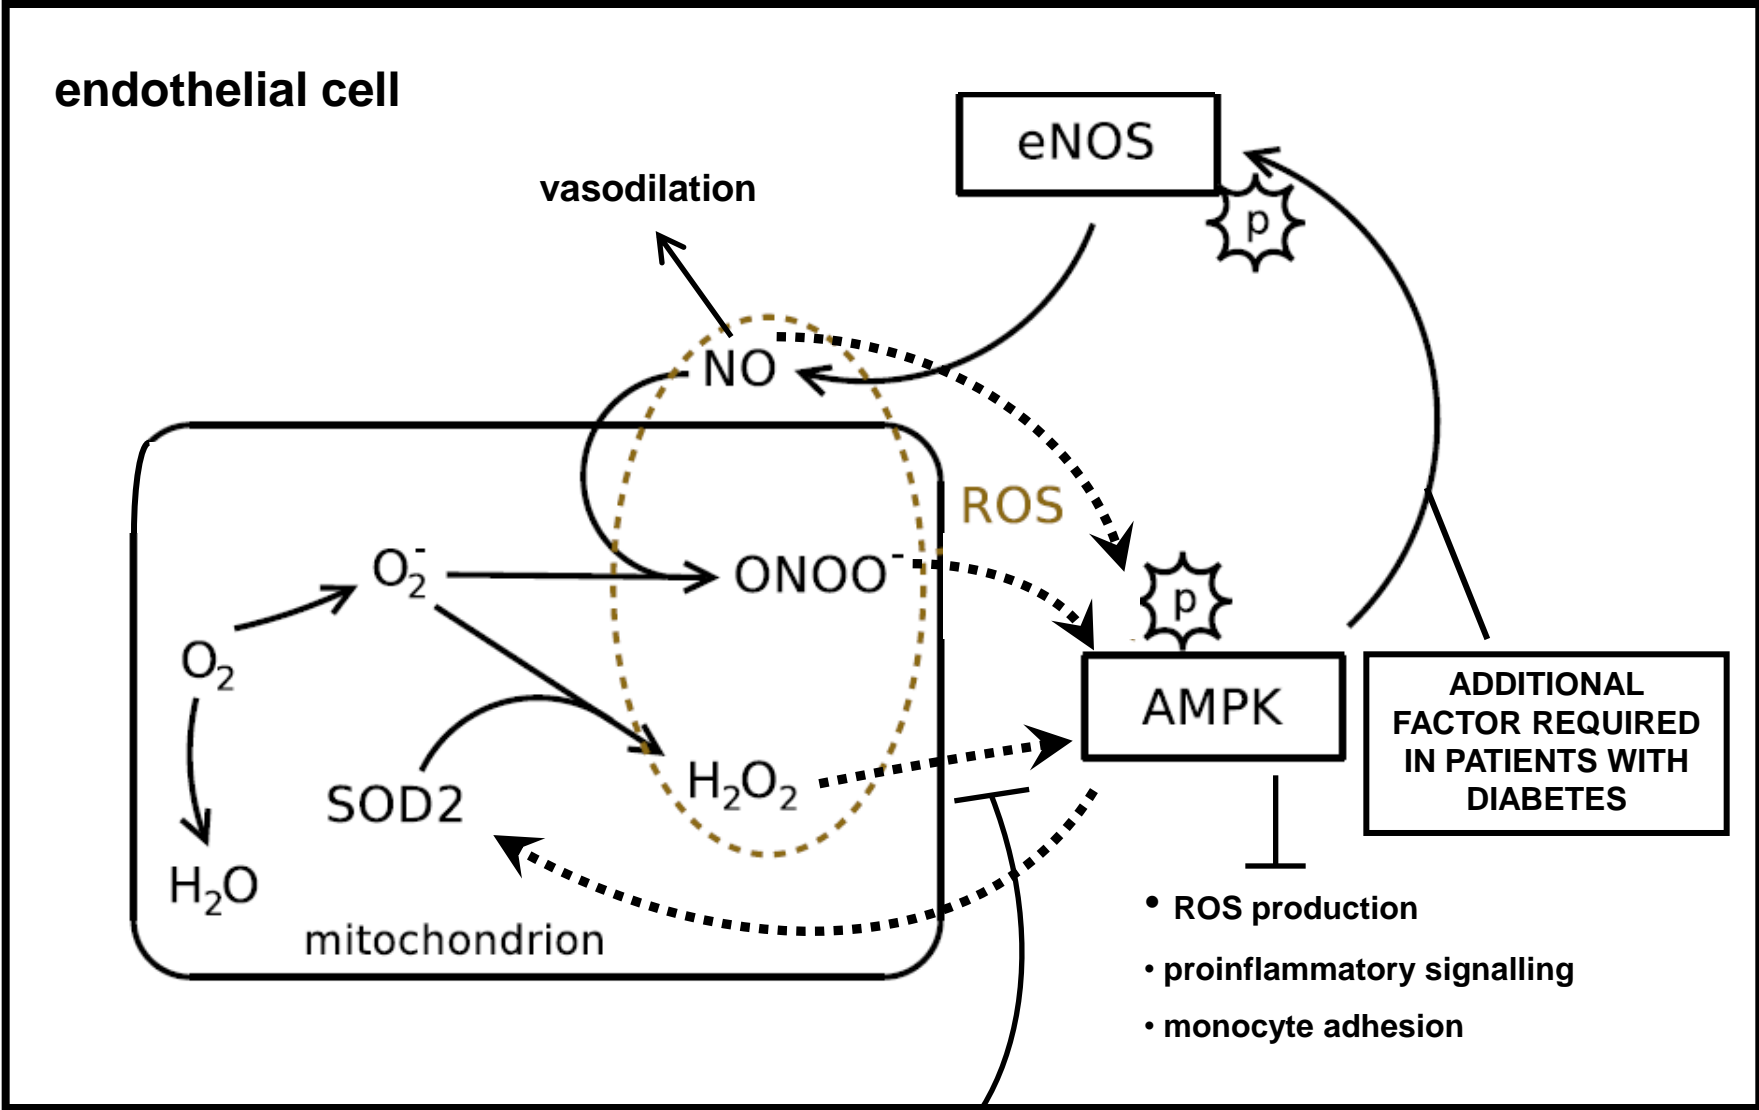 endothelial cell
eNOS
p
vasodilation
NO
ROS
O₂⁻
ONOO⁻
p
O₂
AMPK
ADDITIONAL
FACTOR REQUIRED
IN PATIENTS WITH
DIABETES
SOD2
H₂O₂
H₂O
mitochondrion
• ROS production
• proinflammatory signalling
• monocyte adhesion